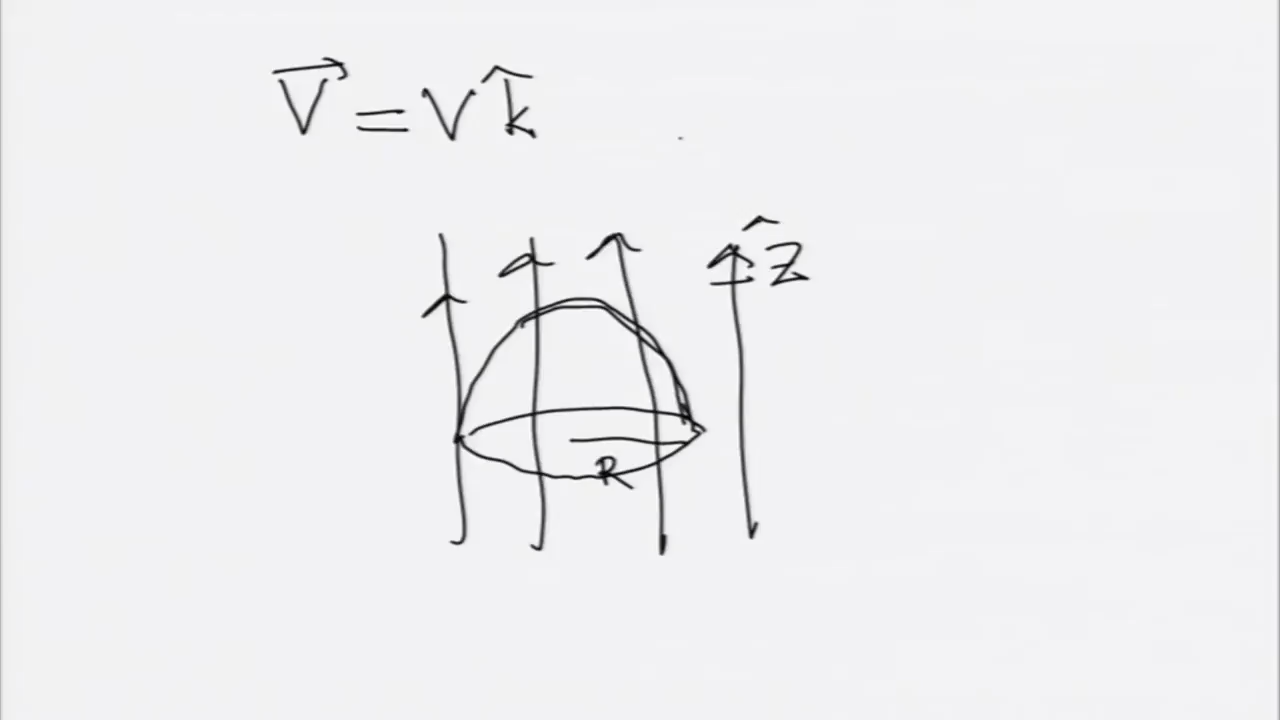 V⃗ = V k̂
ẑ
R